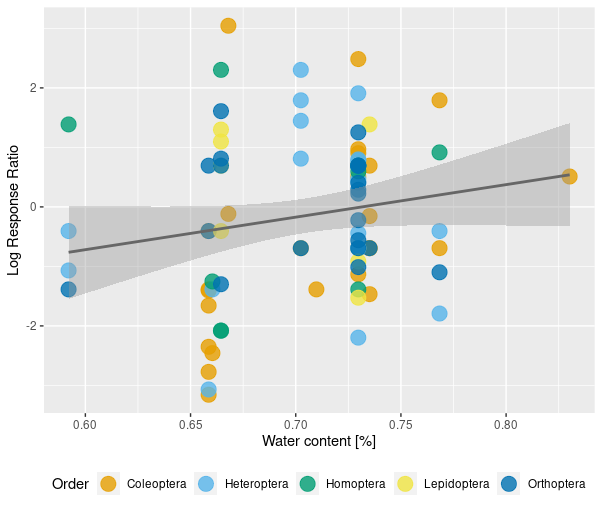 Log Response Ratio
2
0
-2
0.60 0.65 0.70 0.75 0.80
Water content [%]
Order Coleoptera Heteroptera Homoptera Lepidoptera Orthoptera